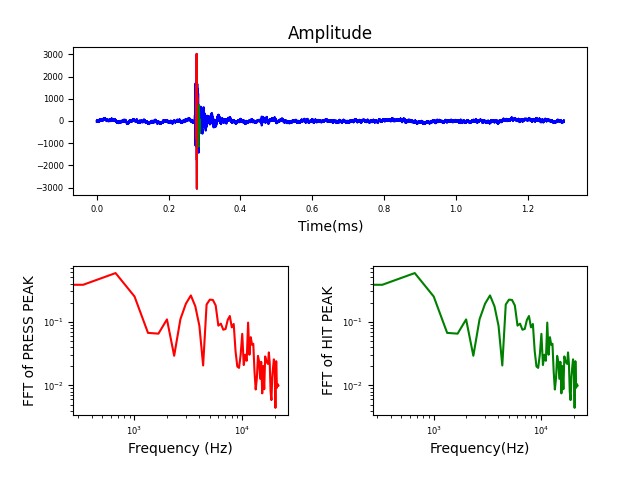 Amplitude
3000
2000
1000
0
−1000
−2000
−3000
0.0 0.2 0.4 0.6 0.8 1.0 1.2
Time(ms)
FFT of PRESS PEAK
10⁻¹
10⁻²
10³ 10⁴
Frequency (Hz)
FFT of HIT PEAK
10⁻¹
10⁻²
10³ 10⁴
Frequency(Hz)